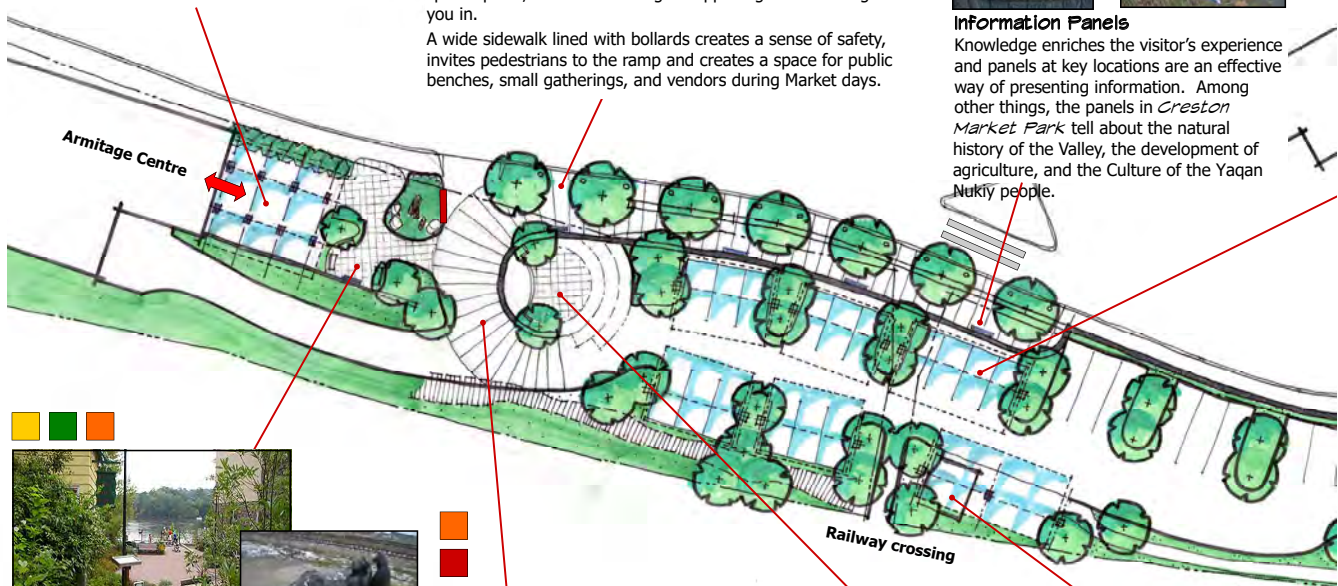 you in.
A wide sidewalk lined with bollards creates a sense of safety,
invites pedestrians to the ramp and creates a space for public
benches, small gatherings, and vendors during Market days.
Information Panels
Knowledge enriches the visitor's experience
and panels at key locations are an effective
way of presenting information. Among
other things, the panels in Creston
Market Park tell about the natural
history of the Valley, the development of
agriculture, and the Culture of the Yaqan
Nukiy people.
Armitage Centre
Railway crossing